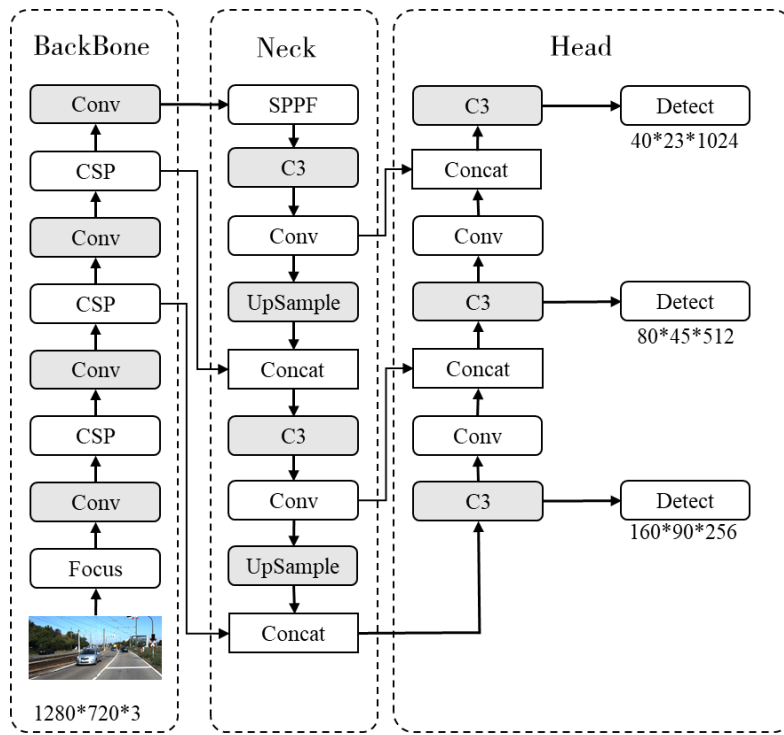 BackBone
Conv
CSP
Conv
CSP
Conv
CSP
Conv
Focus
1280*720*3
Neck
SPPF
C3
Conv
UpSample
Concat
C3
Conv
UpSample
Concat
Head
C3
Detect
40*23*1024
Concat
Conv
C3
Detect
80*45*512
Concat
Conv
C3
Detect
160*90*256